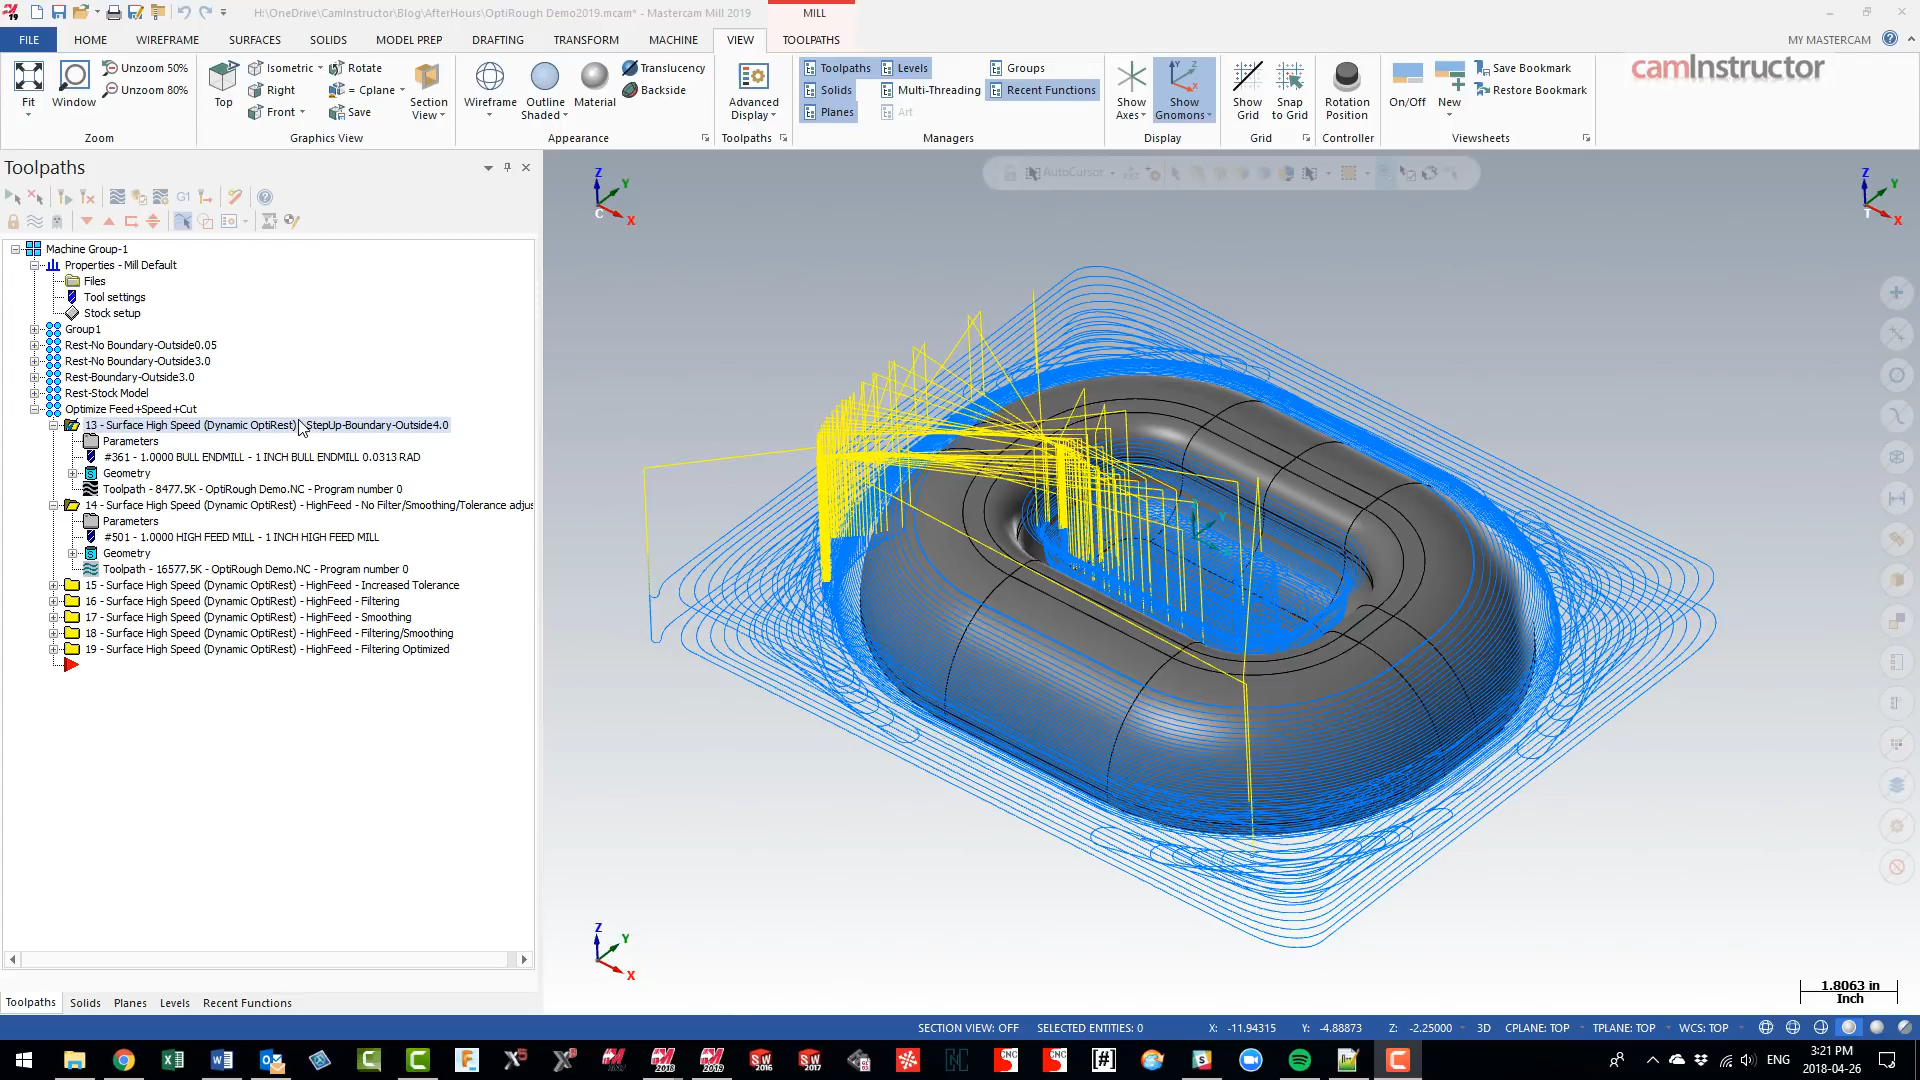 H:\OneDrive\CamInstructor\Blog\AfterHours\OptiRough Demo2019.mcam* - Mastercam Mill 2019
MILL
FILE HOME WIREFRAME SURFACES SOLIDS MODEL PREP DRAFTING TRANSFORM MACHINE VIEW TOOLPATHS MY MASTERCAM
Fit Window Unzoom 50% Unzoom 80% Zoom
Top Isometric Right Front Rotate = Cplane Save Section View Graphics View
Wireframe Outline Shaded Material Translucency Backside Appearance
Advanced Display Toolpaths
Toolpaths Solids Planes Levels Multi-Threading Art Groups Recent Functions Managers
Show Axes Show Gnomons Display
Show Grid Snap to Grid Grid
Rotation Position Controller
On/Off New Save Bookmark Restore Bookmark Viewsheets
camInstructor
Toolpaths
G1
AutoCursor
Machine Group-1
Properties - Mill Default
Files
Tool settings
Stock setup
Group1
Rest-No Boundary-Outside0.05
Rest-No Boundary-Outside3.0
Rest-Boundary-Outside3.0
Rest-Stock Model
Optimize Feed+Speed+Cut
13 - Surface High Speed (Dynamic OptiRest) - StepUp-Boundary-Outside4.0
Parameters
#361 - 1.0000 BULL ENDMILL - 1 INCH BULL ENDMILL 0.0313 RAD
Geometry
Toolpath - 8477.5K - OptiRough Demo.NC - Program number 0
14 - Surface High Speed (Dynamic OptiRest) - HighFeed - No Filter/Smoothing/Tolerance adjus
Parameters
#501 - 1.0000 HIGH FEED MILL - 1 INCH HIGH FEED MILL
Geometry
Toolpath - 16577.5K - OptiRough Demo.NC - Program number 0
15 - Surface High Speed (Dynamic OptiRest) - HighFeed - Increased Tolerance
16 - Surface High Speed (Dynamic OptiRest) - HighFeed - Filtering
17 - Surface High Speed (Dynamic OptiRest) - HighFeed - Smoothing
18 - Surface High Speed (Dynamic OptiRest) - HighFeed - Filtering/Smoothing
19 - Surface High Speed (Dynamic OptiRest) - HighFeed - Filtering Optimized
Z Y X C
Z Y X T
Z Y X
1.8063 in
Inch
Toolpaths Solids Planes Levels Recent Functions
SECTION VIEW: OFF SELECTED ENTITIES: 0 X: -11.94315 Y: -4.88873 Z: -2.25000 3D CPLANE: TOP TPLANE: TOP WCS: TOP
ENG
3:21 PM
2018-04-26